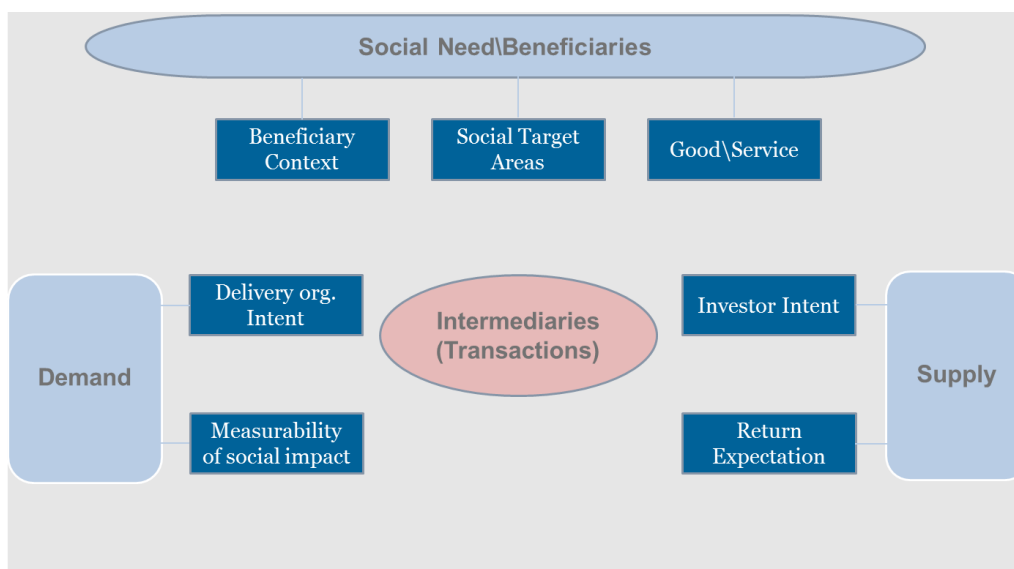 Social Need\Beneficiaries
Beneficiary
Context
Social Target
Areas
Good\Service
Demand
Delivery org.
Intent
Measurability
of social impact
Intermediaries
(Transactions)
Investor Intent
Return
Expectation
Supply